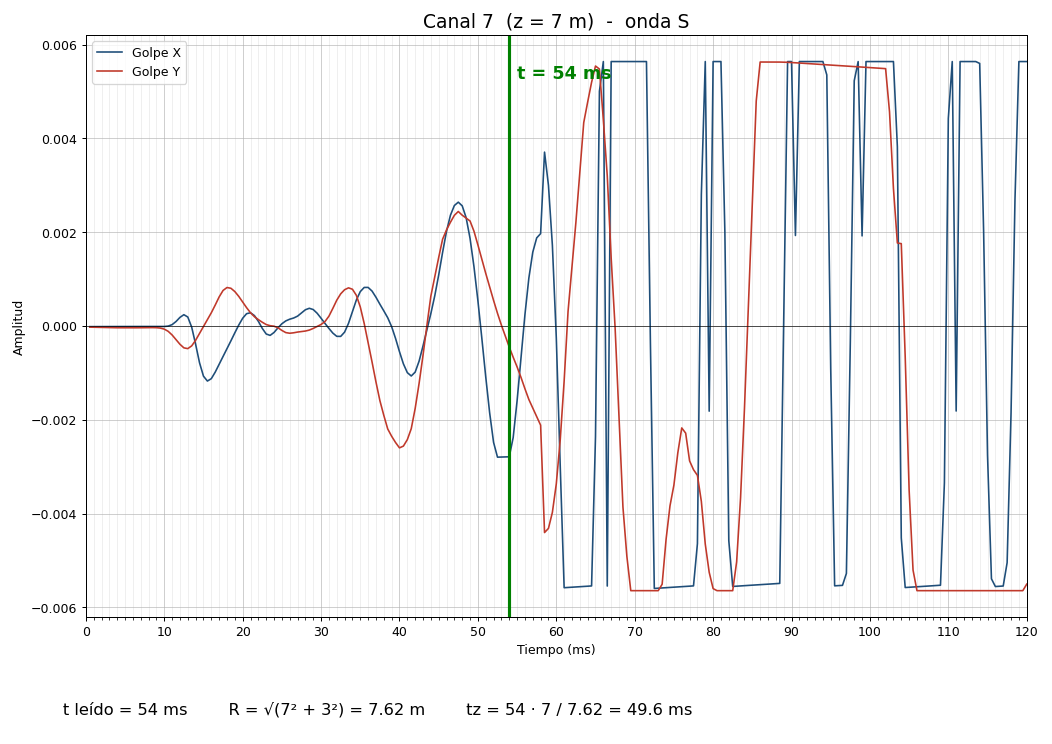 Canal 7  (z = 7 m)  -  onda S
Golpe X
Golpe Y
t = 54 ms
Amplitud
0.006
0.004
0.002
0.000
−0.002
−0.004
−0.006
0 10 20 30 40 50 60 70 80 90 100 110 120
Tiempo (ms)
t leído = 54 ms        R = √(7² + 3²) = 7.62 m        tz = 54 · 7 / 7.62 = 49.6 ms